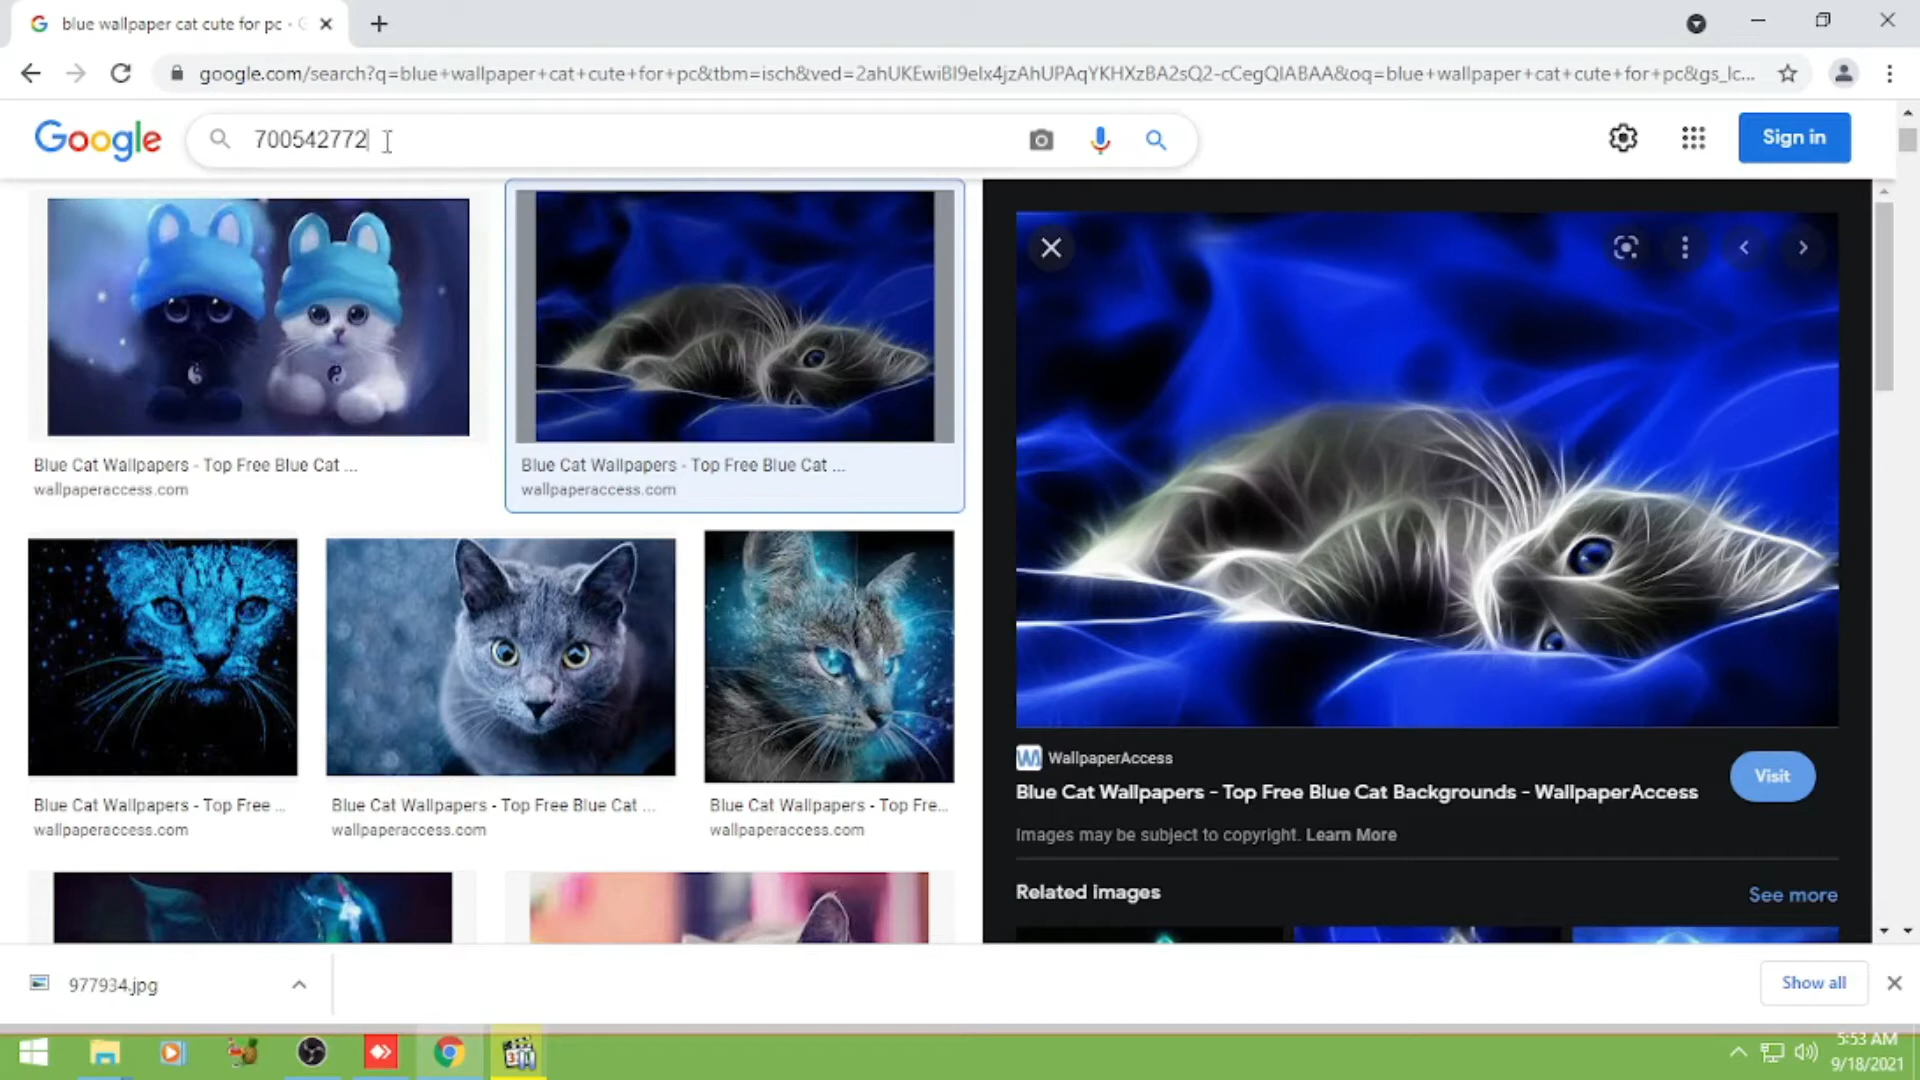 blue wallpaper cat cute for pc - G
google.com/search?q=blue+wallpaper+cat+cute+for+pc&tbm=isch&ved=2ahUKEwiBl9elx4jzAhUPAqYKHXzBA2sQ2-cCegQIABAA&oq=blue+wallpaper+cat+cute+for+pc&gs_lc...
Google
700542772
Sign in
Blue Cat Wallpapers - Top Free Blue Cat ...
wallpaperaccess.com
Blue Cat Wallpapers - Top Free Blue Cat ...
wallpaperaccess.com
Blue Cat Wallpapers - Top Free ...
wallpaperaccess.com
Blue Cat Wallpapers - Top Free Blue Cat ...
wallpaperaccess.com
Blue Cat Wallpapers - Top Fre...
wallpaperaccess.com
WA WallpaperAccess
Blue Cat Wallpapers - Top Free Blue Cat Backgrounds - WallpaperAccess
Visit
Images may be subject to copyright. Learn More
Related images
See more
977934.jpg
Show all
5:53 AM
9/18/2021